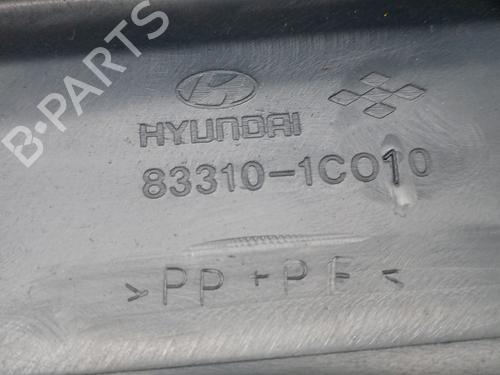 B-PARTS
HYUNDAI
83310-1C010
>PP+PE<